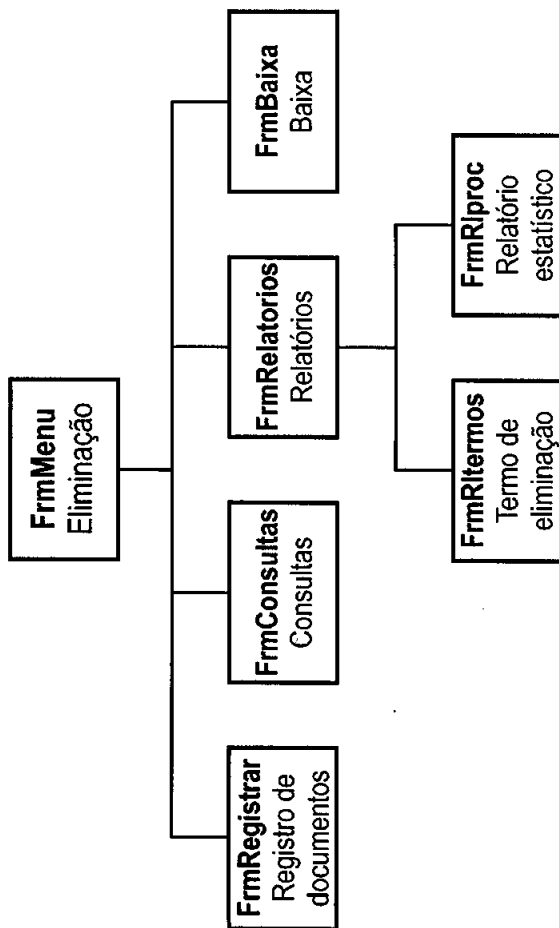 FrmMenu
Eliminação
FrmRegistrar
Registro de
documentos
FrmConsultas
Consultas
FrmRelatorios
Relatórios
FrmBaixa
Baixa
FrmRltermos
Termo de
eliminação
FrmRlproc
Relatório
estatístico